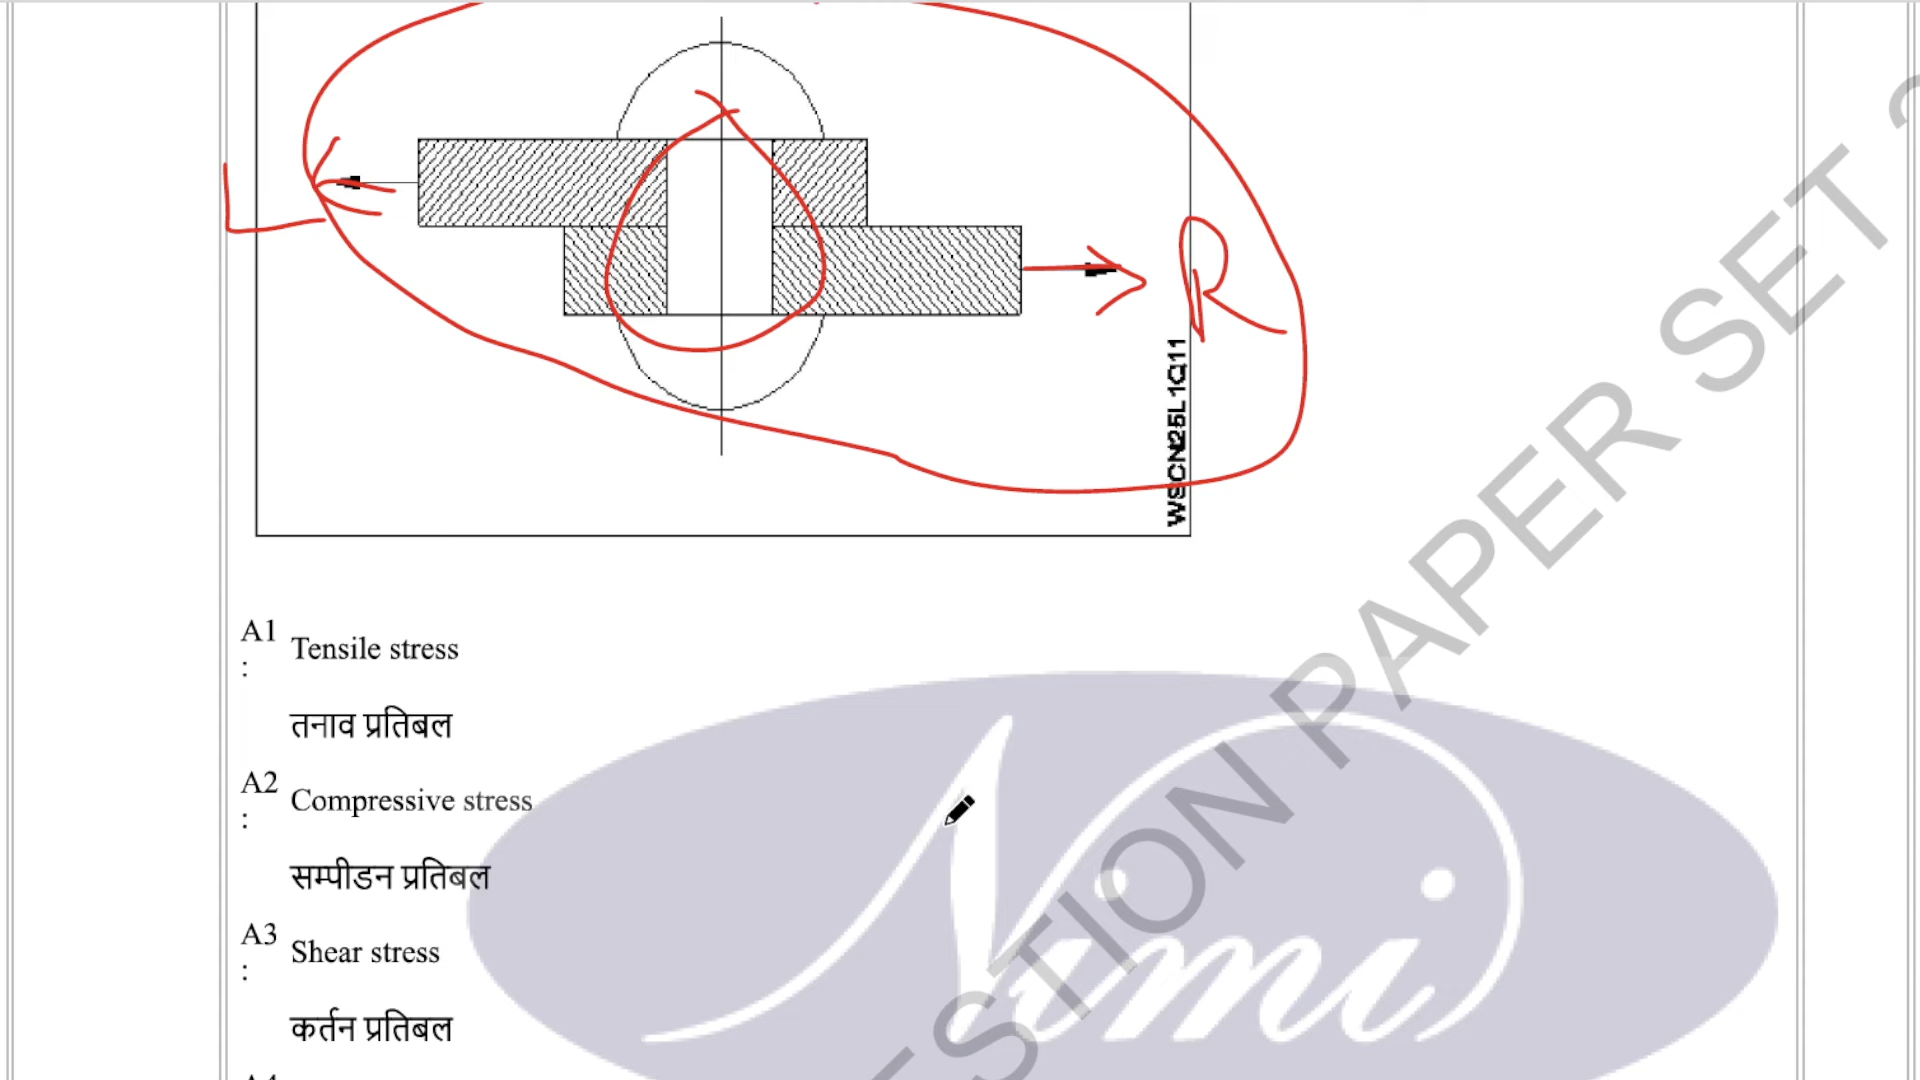 L
R
WSCN25L1Q11
A1
:
Tensile stress
तनाव प्रतिबल
A2
:
Compressive stress
सम्पीडन प्रतिबल
A3
:
Shear stress
कर्तन प्रतिबल
Nimi
PAPER SET